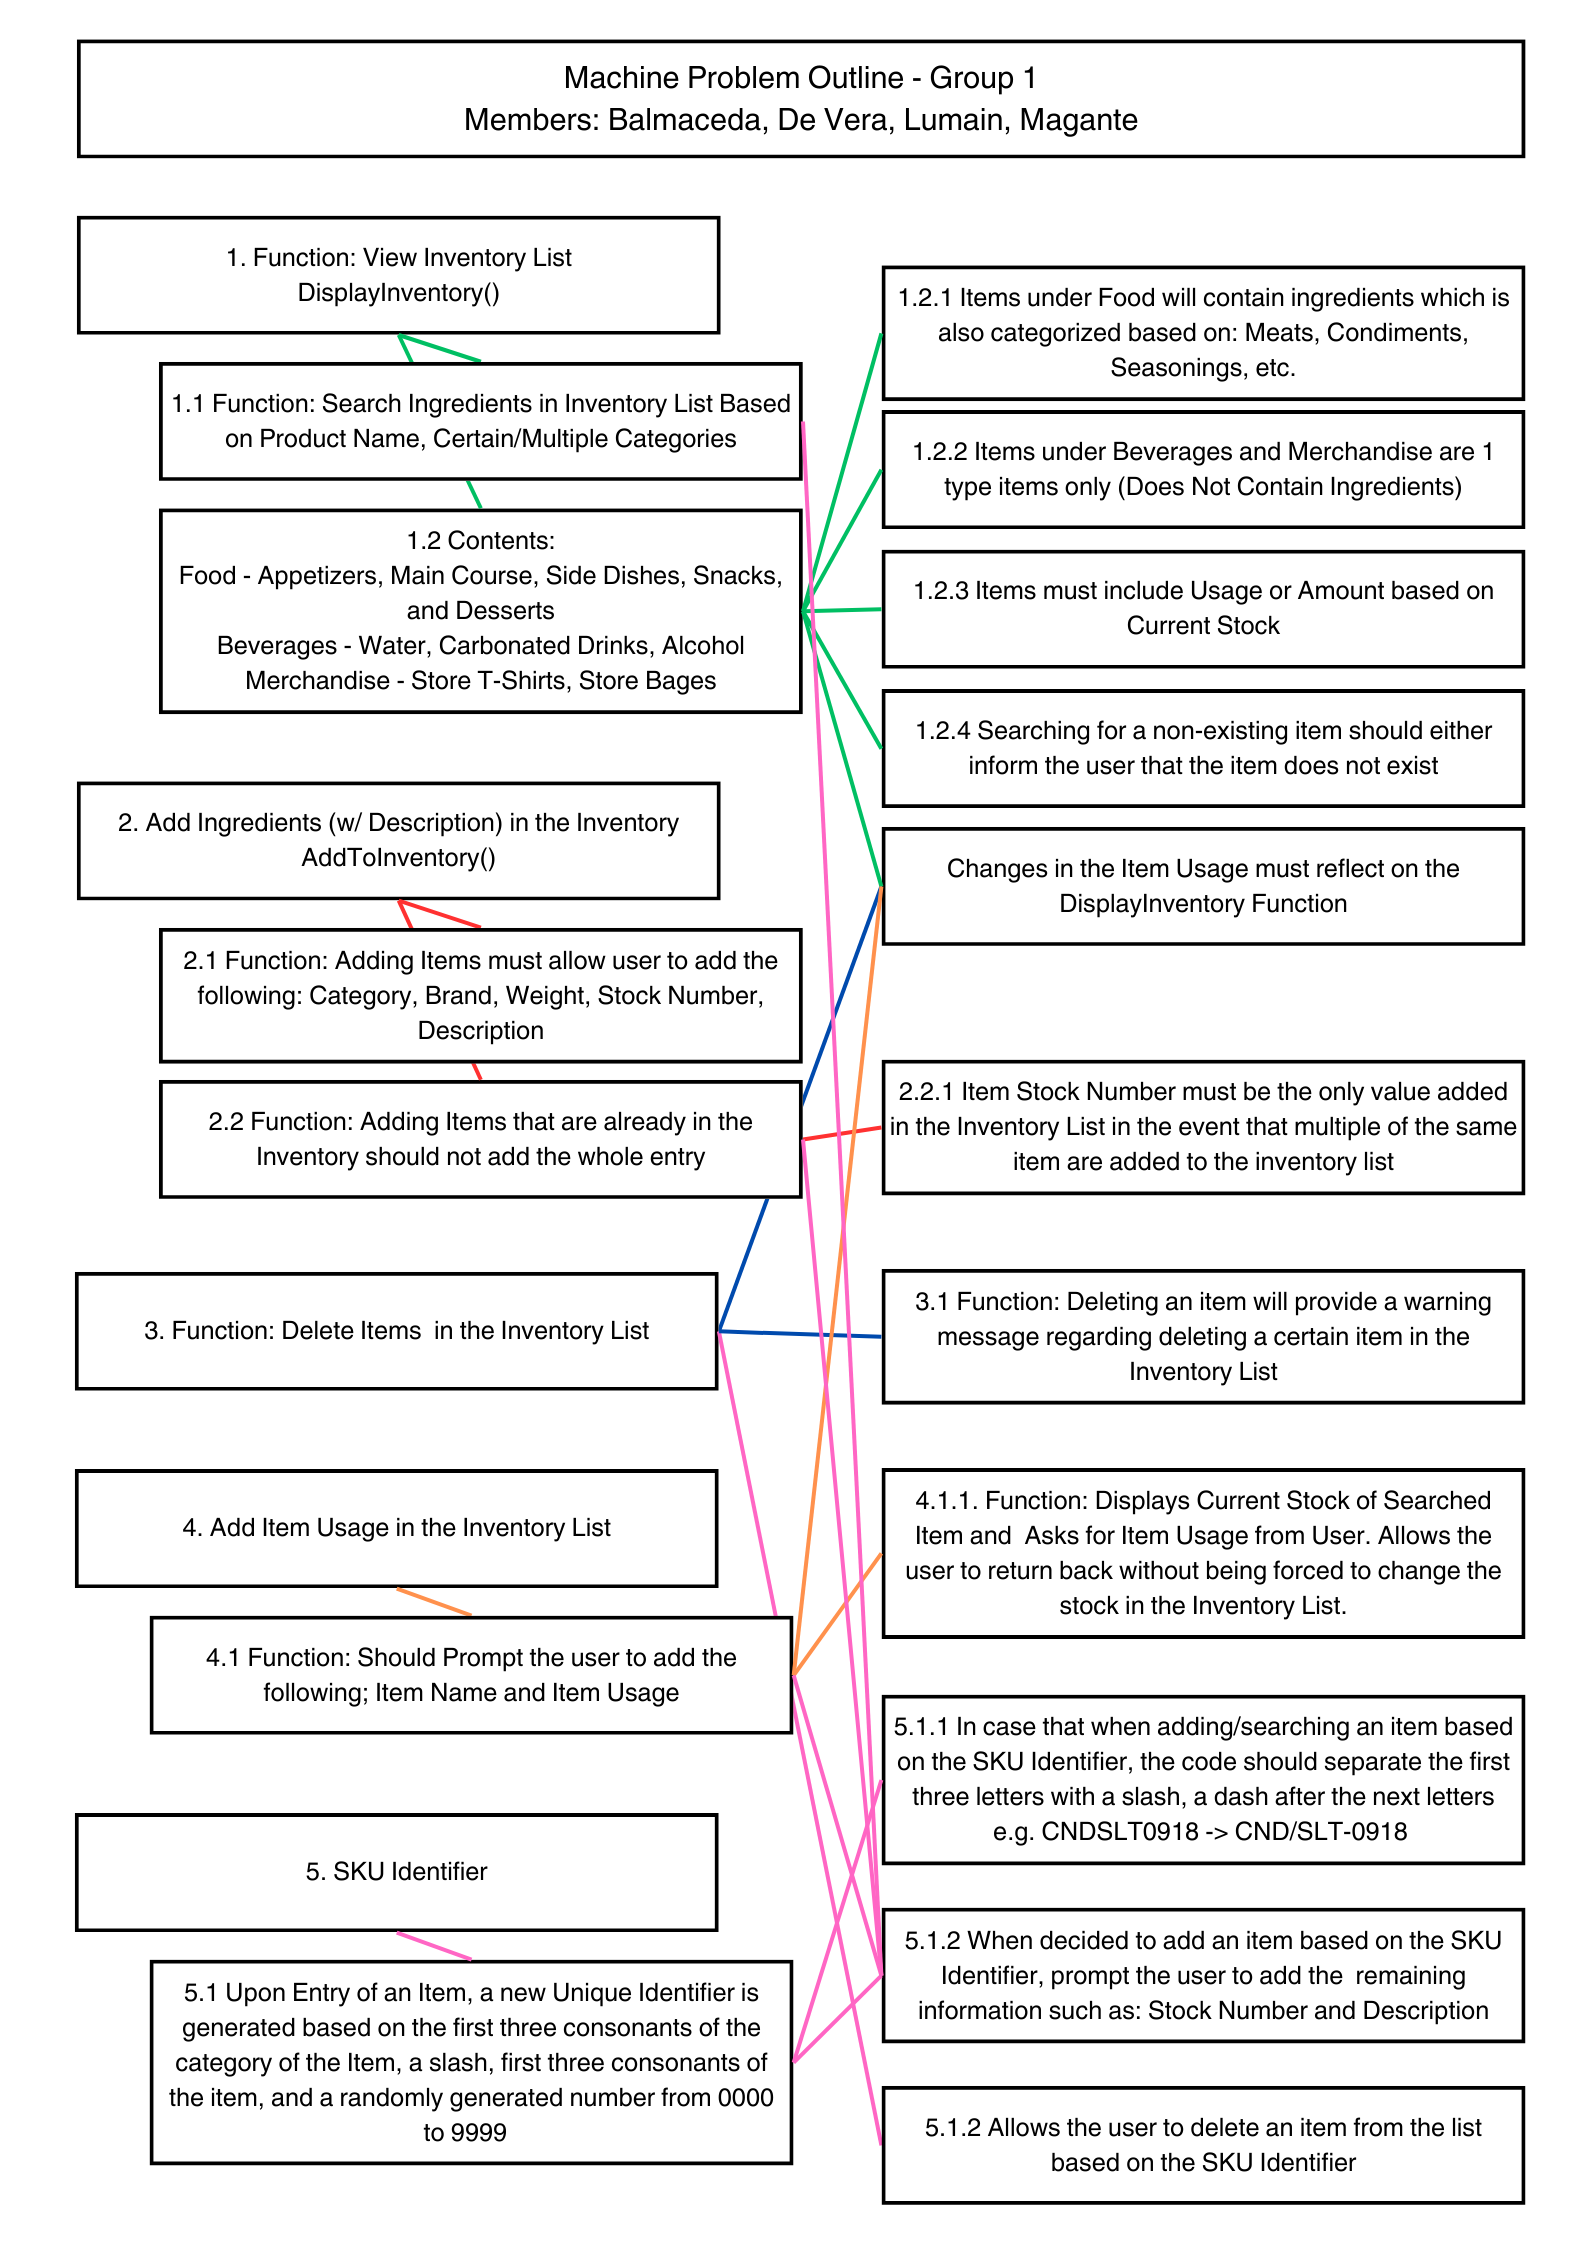 Machine Problem Outline - Group 1
Members: Balmaceda, De Vera, Lumain, Magante
1. Function: View Inventory List
DisplayInventory()
1.1 Function: Search Ingredients in Inventory List Based
on Product Name, Certain/Multiple Categories
1.2 Contents:
Food - Appetizers, Main Course, Side Dishes, Snacks,
and Desserts
Beverages - Water, Carbonated Drinks, Alcohol
Merchandise - Store T-Shirts, Store Bages
1.2.1 Items under Food will contain ingredients which is
also categorized based on: Meats, Condiments,
Seasonings, etc.
1.2.2 Items under Beverages and Merchandise are 1
type items only (Does Not Contain Ingredients)
1.2.3 Items must include Usage or Amount based on
Current Stock
1.2.4 Searching for a non-existing item should either
inform the user that the item does not exist
Changes in the Item Usage must reflect on the
DisplayInventory Function
2. Add Ingredients (w/ Description) in the Inventory
AddToInventory()
2.1 Function: Adding Items must allow user to add the
following: Category, Brand, Weight, Stock Number,
Description
2.2 Function: Adding Items that are already in the
Inventory should not add the whole entry
2.2.1 Item Stock Number must be the only value added
in the Inventory List in the event that multiple of the same
item are added to the inventory list
3. Function: Delete Items  in the Inventory List
3.1 Function: Deleting an item will provide a warning
message regarding deleting a certain item in the
Inventory List
4. Add Item Usage in the Inventory List
4.1 Function: Should Prompt the user to add the
following; Item Name and Item Usage
4.1.1. Function: Displays Current Stock of Searched
Item and  Asks for Item Usage from User. Allows the
user to return back without being forced to change the
stock in the Inventory List.
5. SKU Identifier
5.1 Upon Entry of an Item, a new Unique Identifier is
generated based on the first three consonants of the
category of the Item, a slash, first three consonants of
the item, and a randomly generated number from 0000
to 9999
5.1.1 In case that when adding/searching an item based
on the SKU Identifier, the code should separate the first
three letters with a slash, a dash after the next letters
e.g. CNDSLT0918 -> CND/SLT-0918
5.1.2 When decided to add an item based on the SKU
Identifier, prompt the user to add the  remaining
information such as: Stock Number and Description
5.1.2 Allows the user to delete an item from the list
based on the SKU Identifier